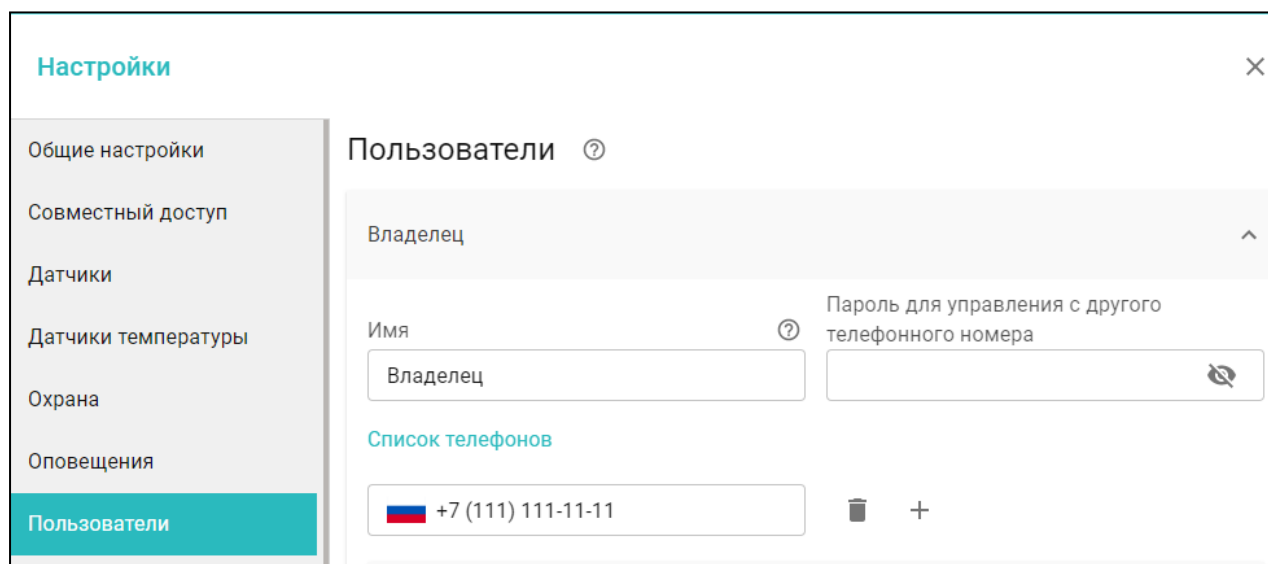 Настройки
Общие настройки
Совместный доступ
Датчики
Датчики температуры
Охрана
Оповещения
Пользователи
Пользователи
Владелец
Имя
Владелец
Пароль для управления с другого
телефонного номера
Список телефонов
+7 (111) 111-11-11